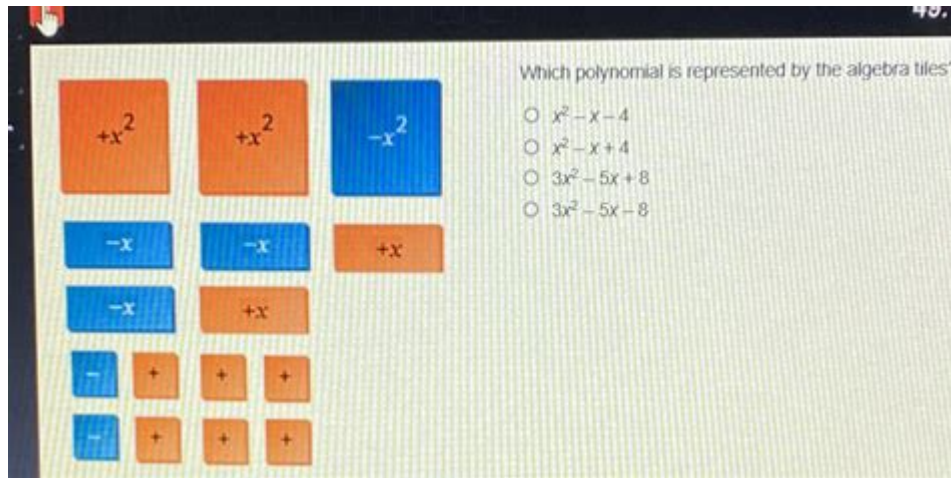 45.
Which polynomial is represented by the algebra tiles
+x² +x² −x²
x² − x − 4
x² − x + 4
3x² − 5x + 8
3x² − 5x − 8
−x −x +x
−x +x
− + + +
− + + +